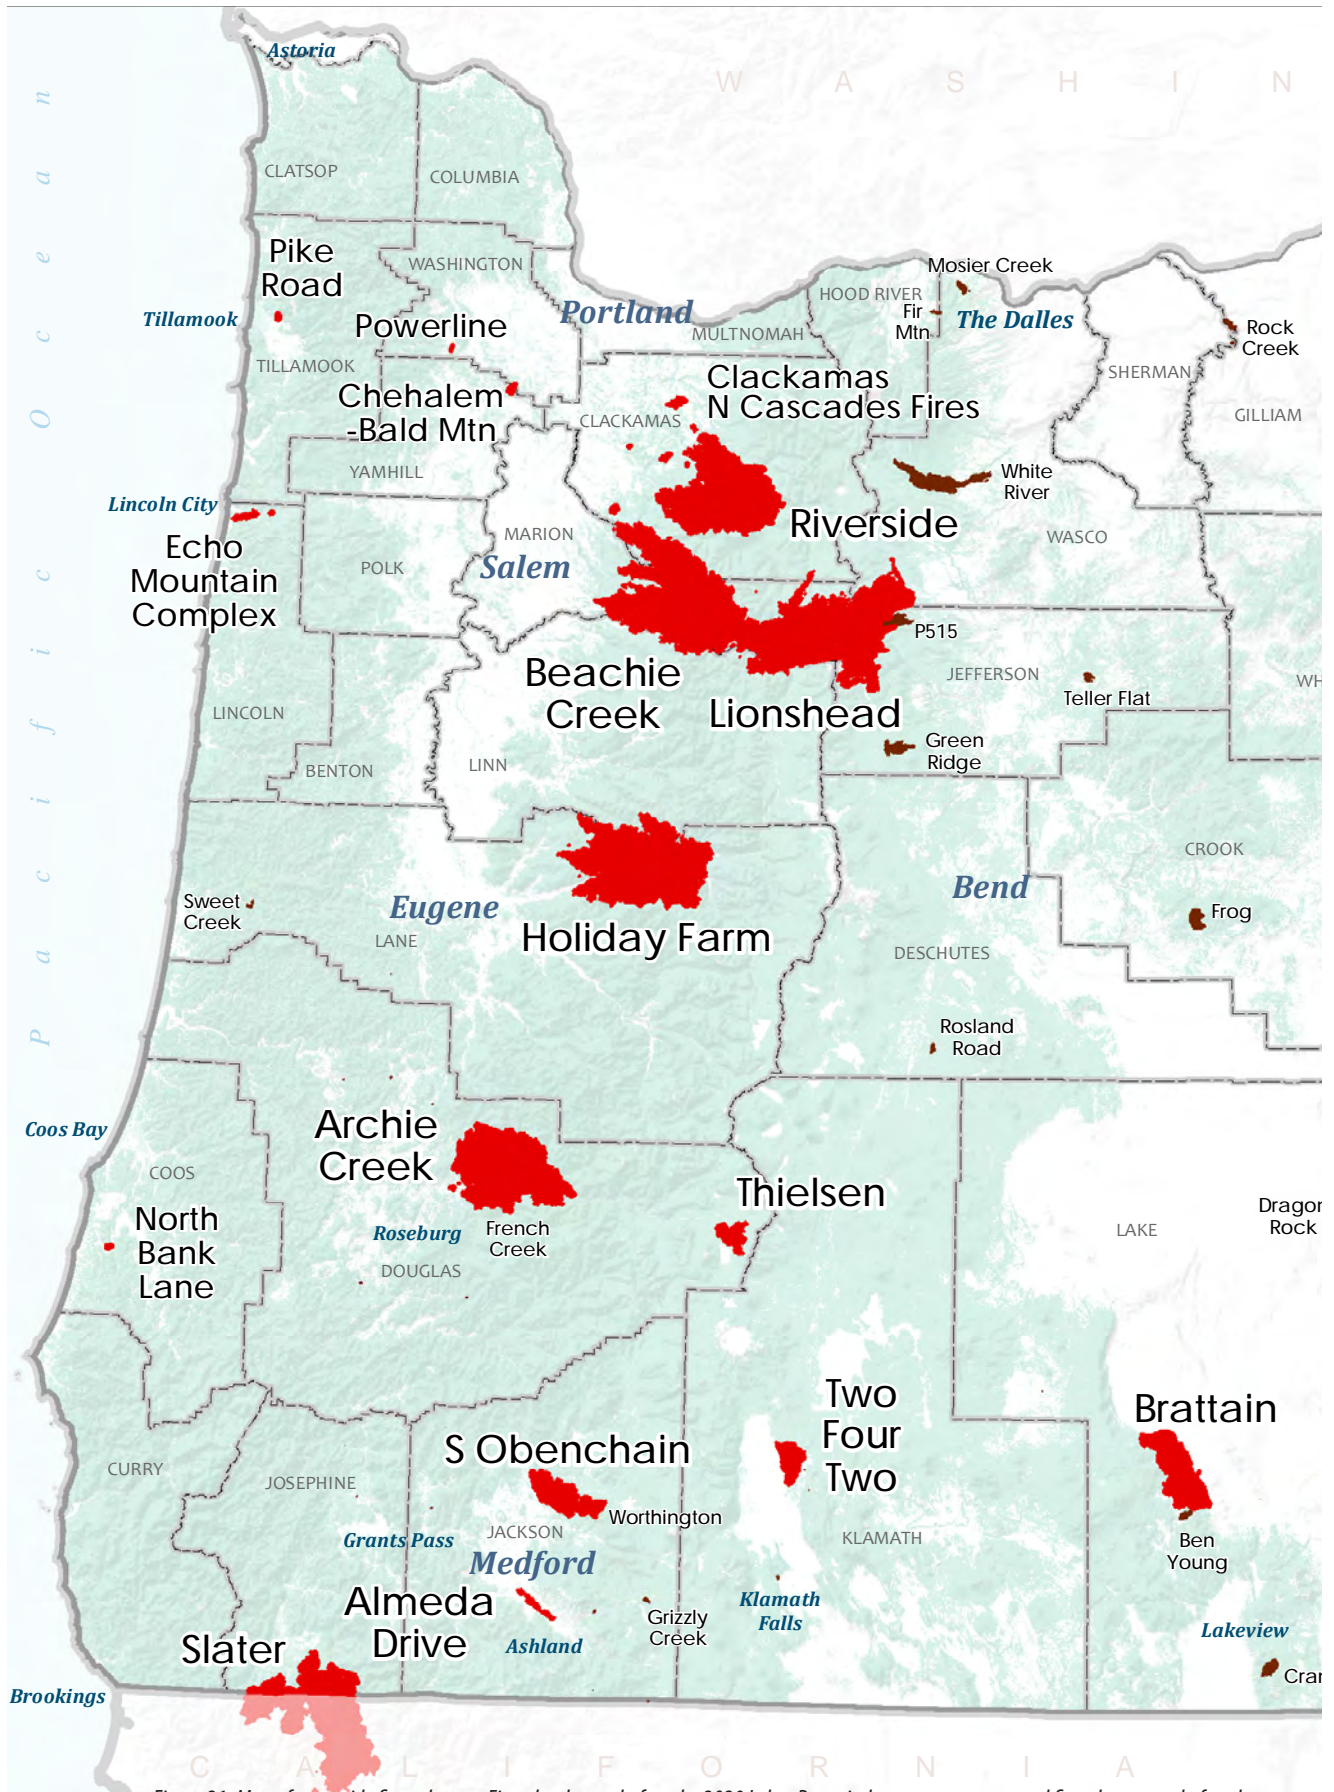 Astoria
W A S H I N
CLATSOP
COLUMBIA
Pike
Road
WASHINGTON
Tillamook
Powerline
Portland
MULTNOMAH
HOOD RIVER
Mosier Creek
Fir
Mtn
The Dalles
Rock
Creek
TILLAMOOK
SHERMAN
Chehalem
-Bald Mtn
Clackamas
N Cascades Fires
CLACKAMAS
GILLIAM
YAMHILL
White
River
Lincoln City
Riverside
MARION
WASCO
Echo
Mountain
Complex
POLK
Salem
P515
Beachie
Creek
Lionshead
JEFFERSON
Teller Flat
WH
LINCOLN
Green
Ridge
BENTON
LINN
CROOK
Pacific Ocean
Sweet
Creek
Eugene
LANE
Holiday Farm
Bend
Frog
DESCHUTES
Rosland
Road
Coos Bay
Archie
Creek
COOS
Thielsen
North
Bank
Lane
Roseburg
French
Creek
DOUGLAS
LAKE
Dragon
Rock
Two
Four
Two
Brattain
S Obenchain
CURRY
JOSEPHINE
Worthington
Grants Pass
JACKSON
Medford
KLAMATH
Ben
Young
Almeda
Drive
Klamath
Falls
Grizzly
Creek
Ashland
Slater
Lakeview
Cran
Brookings
C A L I F O R N I A